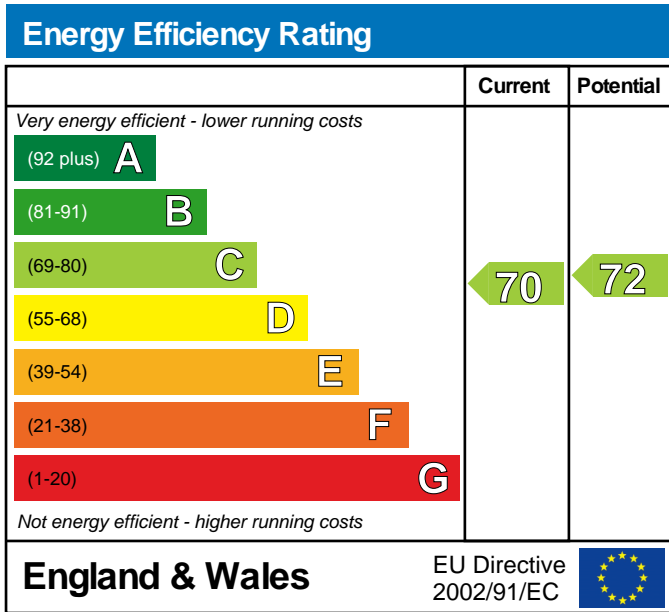 Energy Efficiency Rating
Current Potential
Very energy efficient - lower running costs
(92 plus) A
(81-91) B
(69-80) C
(55-68) D
(39-54) E
(21-38) F
(1-20) G
70
72
Not energy efficient - higher running costs
England & Wales
EU Directive
2002/91/EC